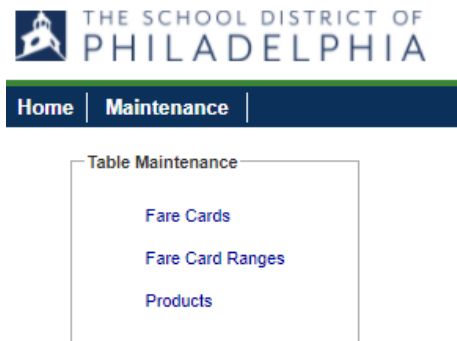 THE SCHOOL DISTRICT OF
PHILADELPHIA
Home Maintenance
Table Maintenance
Fare Cards
Fare Card Ranges
Products